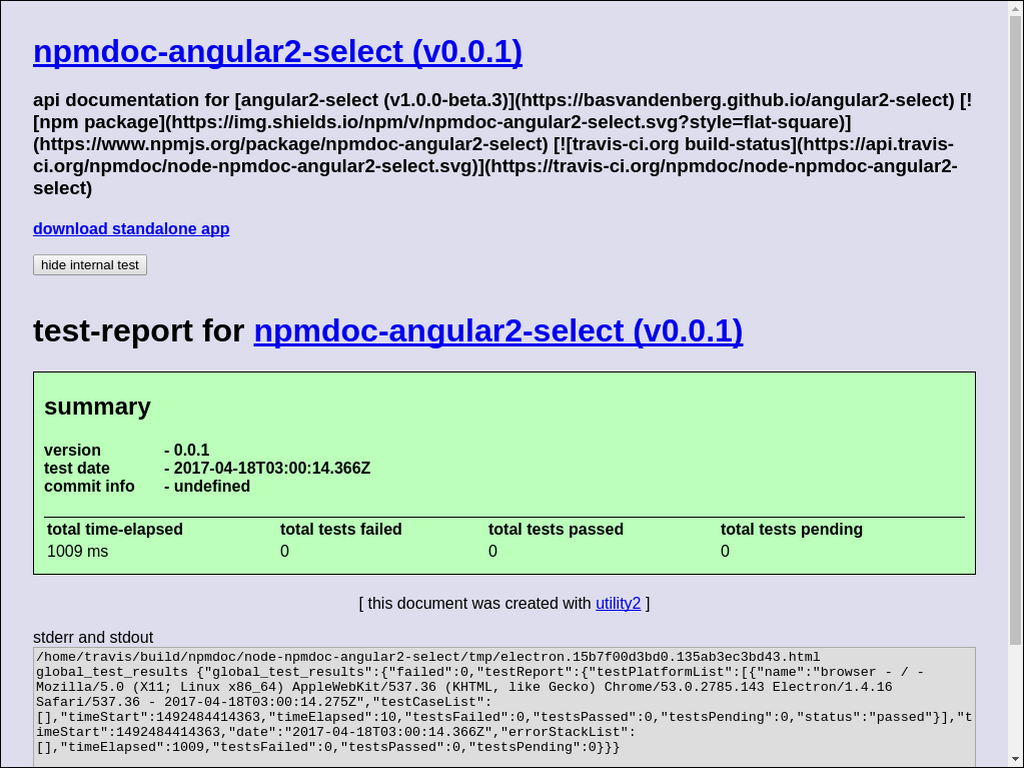 npmdoc-angular2-select (v0.0.1)
api documentation for [angular2-select (v1.0.0-beta.3)](https://basvandenberg.github.io/angular2-select) [!
[npm package](https://img.shields.io/npm/v/npmdoc-angular2-select.svg?style=flat-square)]
(https://www.npmjs.org/package/npmdoc-angular2-select) [![travis-ci.org build-status](https://api.travis-
ci.org/npmdoc/node-npmdoc-angular2-select.svg)](https://travis-ci.org/npmdoc/node-npmdoc-angular2-
select)
download standalone app
hide internal test
test-report for npmdoc-angular2-select (v0.0.1)
summary
version - 0.0.1
test date - 2017-04-18T03:00:14.366Z
commit info - undefined
total time-elapsed total tests failed total tests passed total tests pending
1009 ms 0 0 0
[ this document was created with utility2 ]
stderr and stdout
/home/travis/build/npmdoc/node-npmdoc-angular2-select/tmp/electron.15b7f00d3bd0.135ab3ec3bd43.html
global_test_results {"global_test_results":{"failed":0,"testReport":{"testPlatformList":[{"name":"browser - / -
Mozilla/5.0 (X11; Linux x86_64) AppleWebKit/537.36 (KHTML, like Gecko) Chrome/53.0.2785.143 Electron/1.4.16
Safari/537.36 - 2017-04-18T03:00:14.275Z","testCaseList":
[],"timeStart":1492484414363,"timeElapsed":10,"testsFailed":0,"testsPassed":0,"testsPending":0,"status":"passed"}],"t
imeStart":1492484414363,"date":"2017-04-18T03:00:14.366Z","errorStackList":
[],"timeElapsed":1009,"testsFailed":0,"testsPassed":0,"testsPending":0}}}